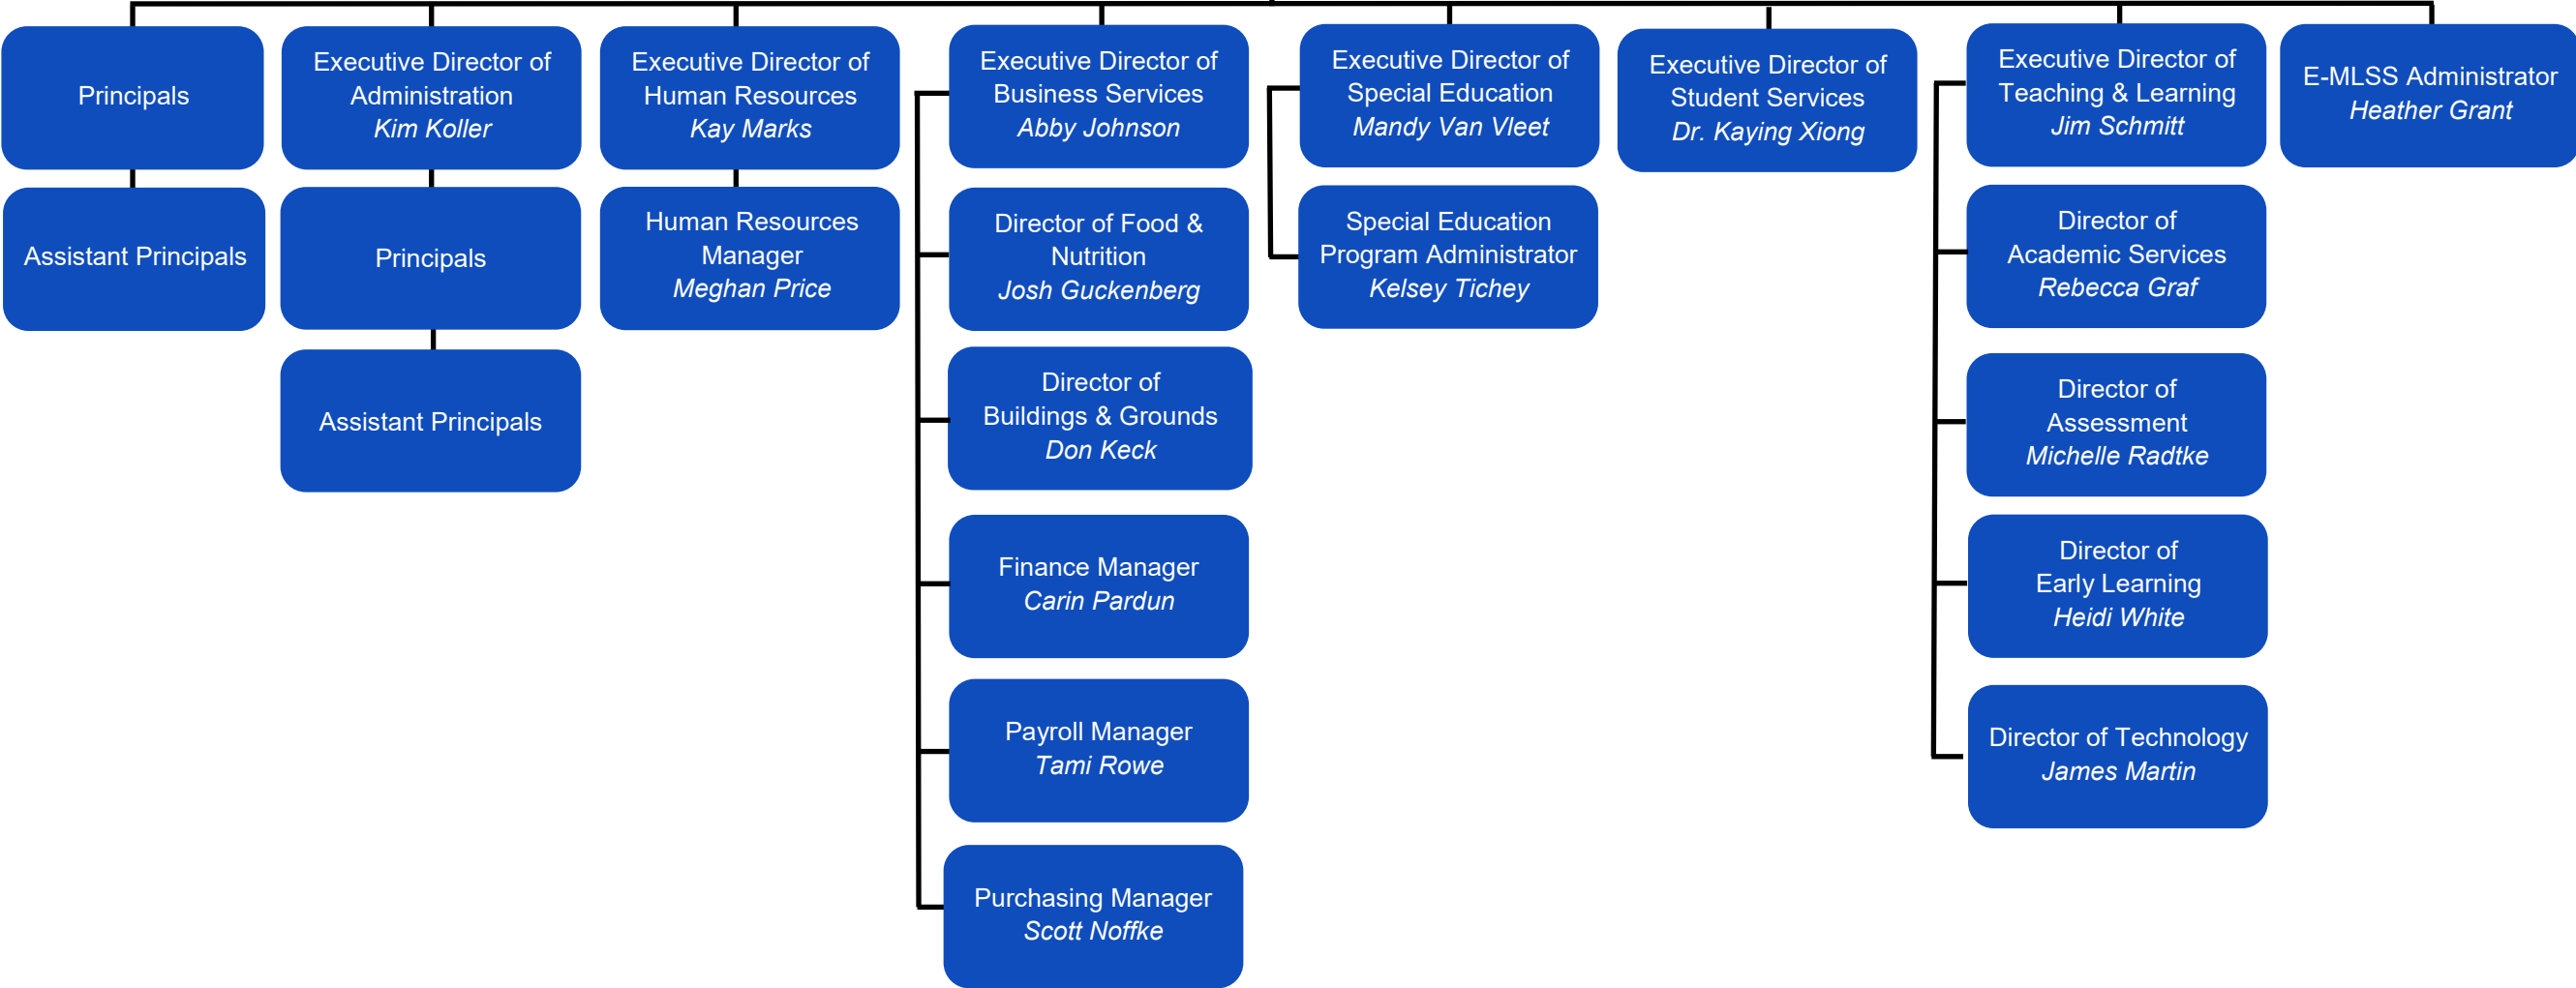 Principals
Assistant Principals
Executive Director of
Administration
Kim Koller
Principals
Assistant Principals
Executive Director of
Human Resources
Kay Marks
Human Resources
Manager
Meghan Price
Executive Director of
Business Services
Abby Johnson
Director of Food &
Nutrition
Josh Guckenberg
Director of
Buildings & Grounds
Don Keck
Finance Manager
Carin Pardun
Payroll Manager
Tami Rowe
Purchasing Manager
Scott Noffke
Executive Director of
Special Education
Mandy Van Vleet
Special Education
Program Administrator
Kelsey Tichey
Executive Director of
Student Services
Dr. Kaying Xiong
Executive Director of
Teaching & Learning
Jim Schmitt
Director of
Academic Services
Rebecca Graf
Director of
Assessment
Michelle Radtke
Director of
Early Learning
Heidi White
Director of Technology
James Martin
E-MLSS Administrator
Heather Grant